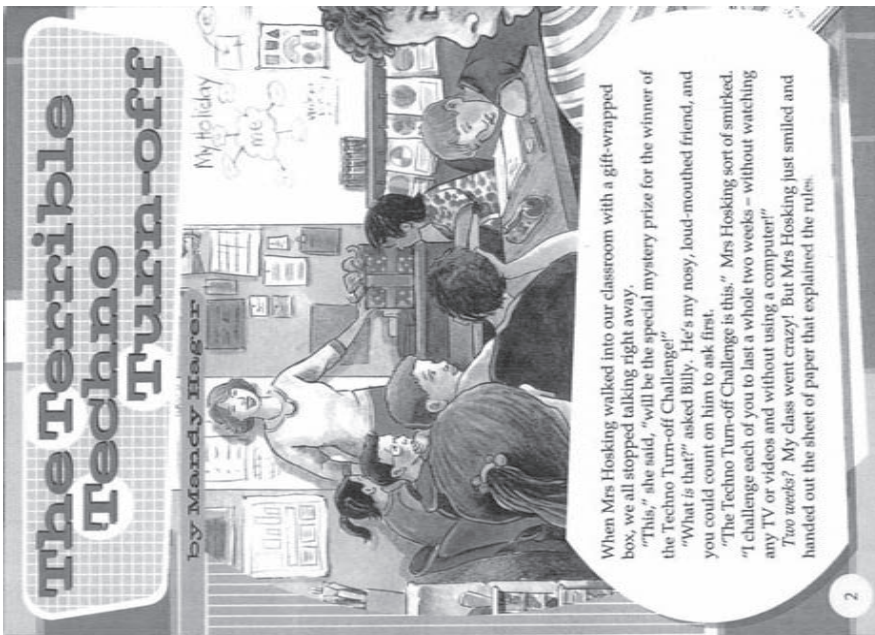 The Terrible
Techno
Turn-off
by Mandy Hager
My Holiday
me
When Mrs Hosking walked into our classroom with a gift-wrapped
box, we all stopped talking right away.
"This," she said, "will be the special mystery prize for the winner of
the Techno Turn-off Challenge!"
"What is that?" asked Billy. He's my nosy, loud-mouthed friend, and
you could count on him to ask first.
"The Techno Turn-off Challenge is this." Mrs Hosking sort of smirked.
"I challenge each of you to last a whole two weeks – without watching
any TV or videos and without using a computer!"
Two weeks? My class went crazy! But Mrs Hosking just smiled and
handed out the sheet of paper that explained the rules.
2